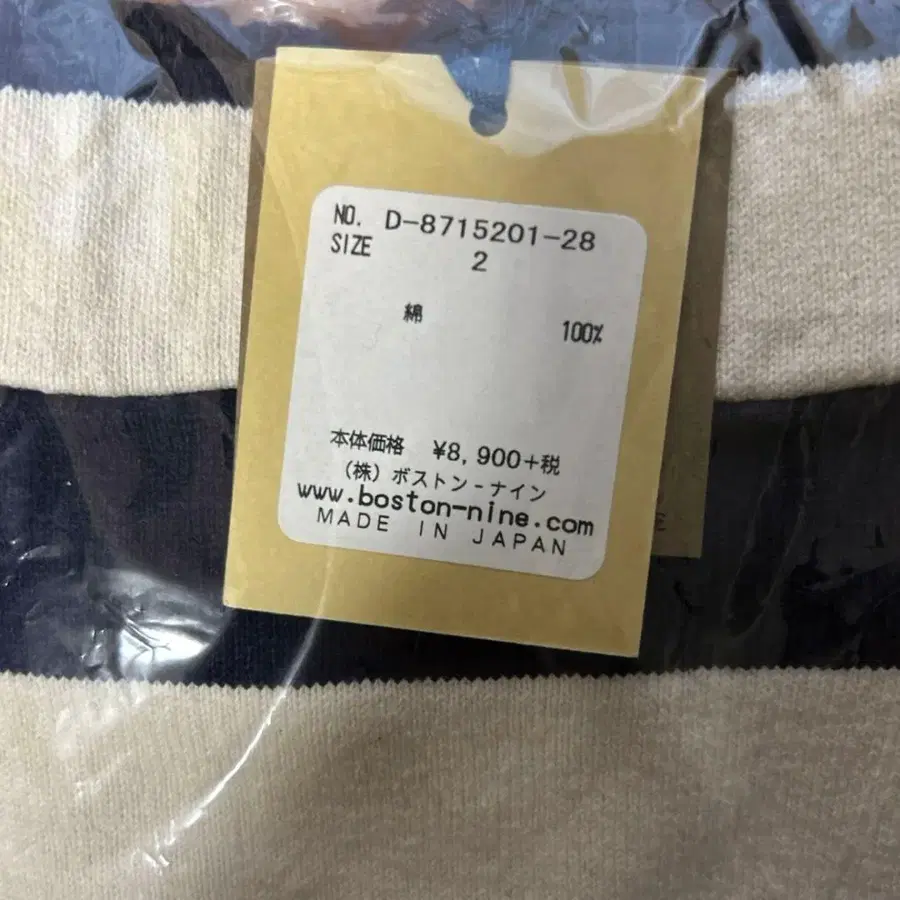 NO. D-8715201-28
SIZE 2
綿 100%
本体価格 ¥8,900+税
(株)ボストン-ナイン
www.boston-nine.com
MADE IN JAPAN
E